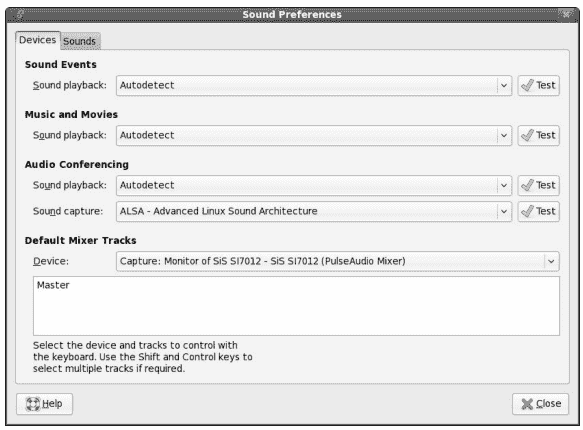 Sound Preferences
Devices Sounds
Sound Events
Sound playback: Autodetect Test
Music and Movies
Sound playback: Autodetect Test
Audio Conferencing
Sound playback: Autodetect Test
Sound capture: ALSA - Advanced Linux Sound Architecture Test
Default Mixer Tracks
Device: Capture: Monitor of SiS SI7012 - SiS SI7012 (PulseAudio Mixer)
Master
Select the device and tracks to control with
the keyboard. Use the Shift and Control keys to
select multiple tracks if required.
Help Close